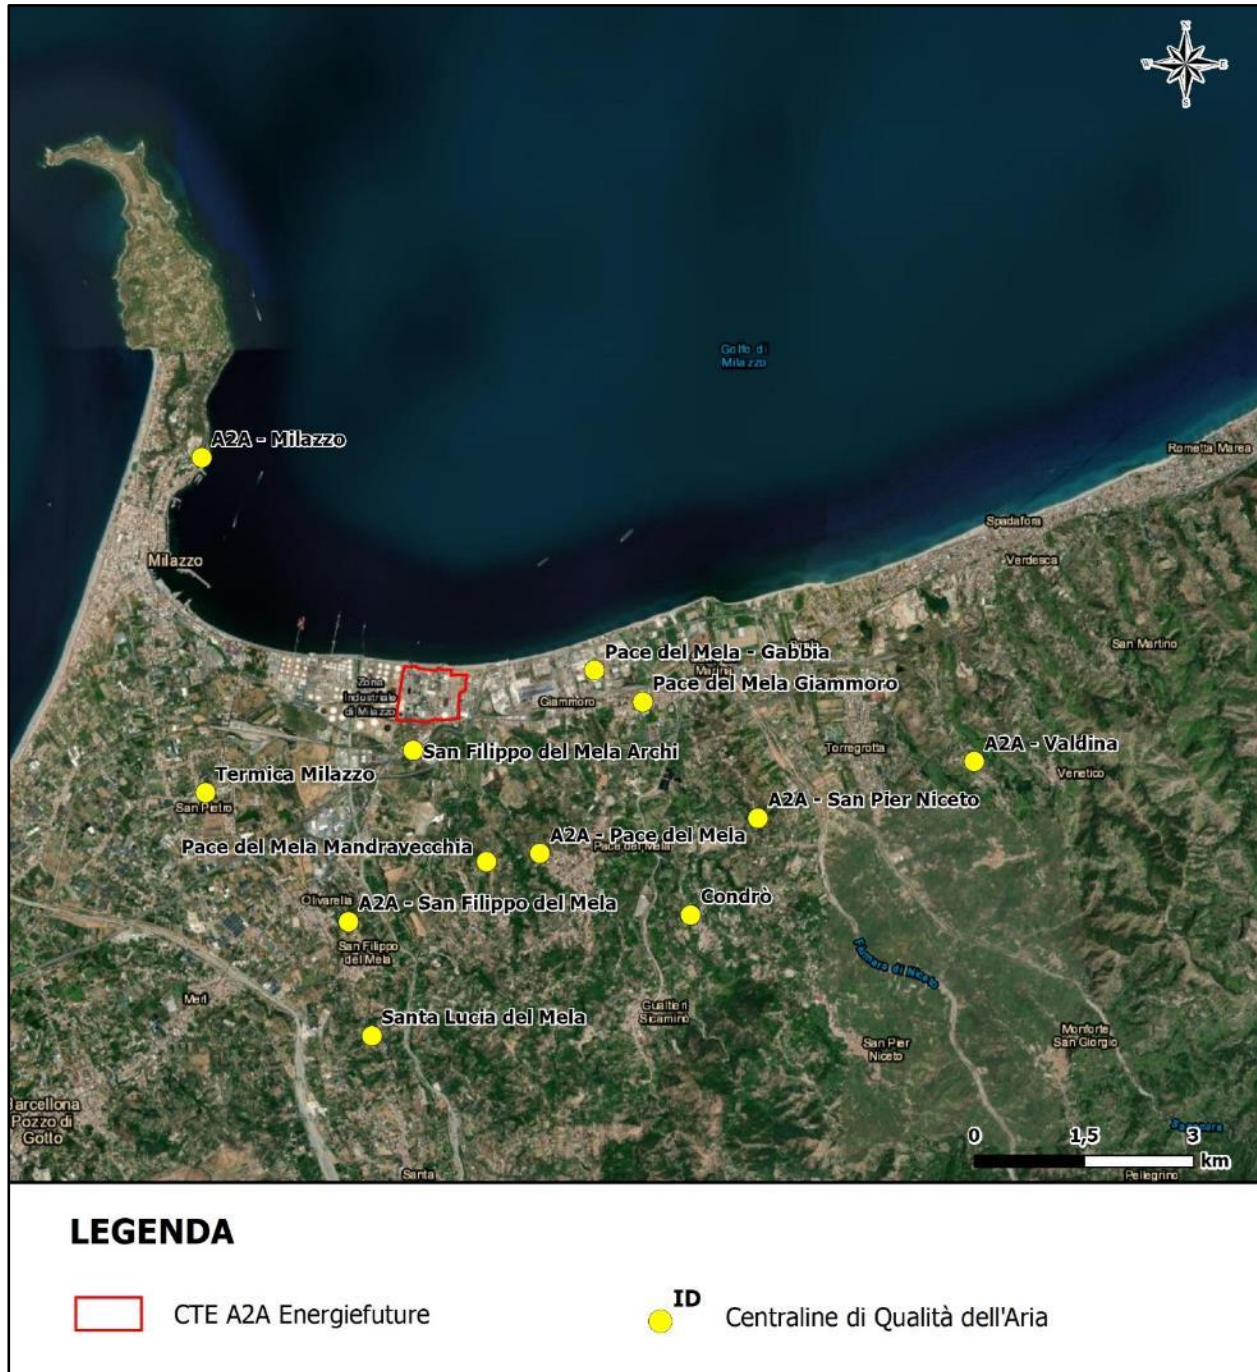 N
W E
S
Golfo di
Milazzo
A2A - Milazzo
Rometta Marea
Spadafora
Milazzo
Verdesca
San Martino
Pace del Mela - Gabbia
Marina
Zona
Industriale
di Milazzo
Giammoro
Pace del Mela Giammoro
San Filippo del Mela Archi
Torregrotta
A2A - Valdina
Venetico
Termica Milazzo
San Pietro
A2A - San Pier Niceto
A2A - Pace del Mela
Pace del Mela
Pace del Mela Mandravecchia
Condrò
Olivarella
A2A - San Filippo del Mela
San Filippo
del Mela
Merì
Gualtieri
Sicaminò
San Pier
Niceto
Monforte
San Giorgio
Santa Lucia del Mela
Barcellona
Pozzo di
Gotto
Santa
Pellegrino
0 1,5 3
km
LEGENDA
CTE A2A Energiefuture
ID
Centraline di Qualità dell'Aria